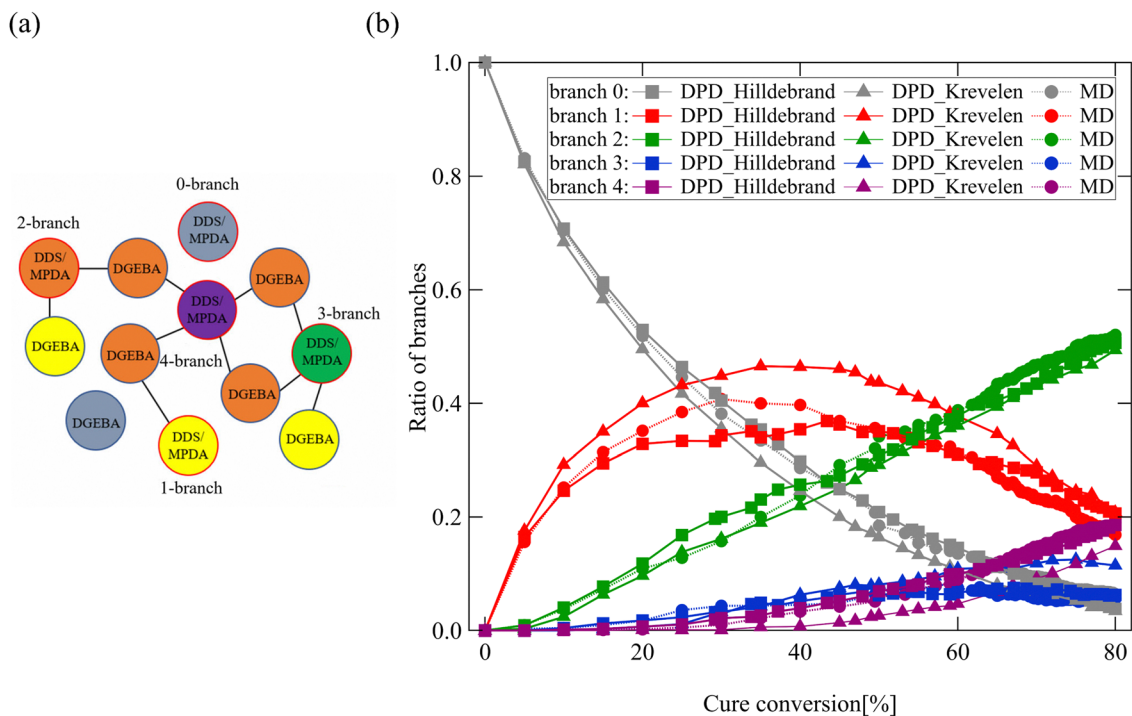 (a)
0-branch
DDS/
MPDA
2-branch
DDS/
MPDA
DGEBA
DGEBA
DDS/
MPDA
3-branch
DDS/
MPDA
DGEBA
DGEBA
4-branch
DGEBA
DGEBA
DDS/
MPDA
DGEBA
1-branch
(b)
branch 0: DPD_Hilldebrand DPD_Krevelen MD
branch 1: DPD_Hilldebrand DPD_Krevelen MD
branch 2: DPD_Hilldebrand DPD_Krevelen MD
branch 3: DPD_Hilldebrand DPD_Krevelen MD
branch 4: DPD_Hilldebrand DPD_Krevelen MD
Ratio of branches
1.0
0.8
0.6
0.4
0.2
0.0
0 20 40 60 80
Cure conversion[%]